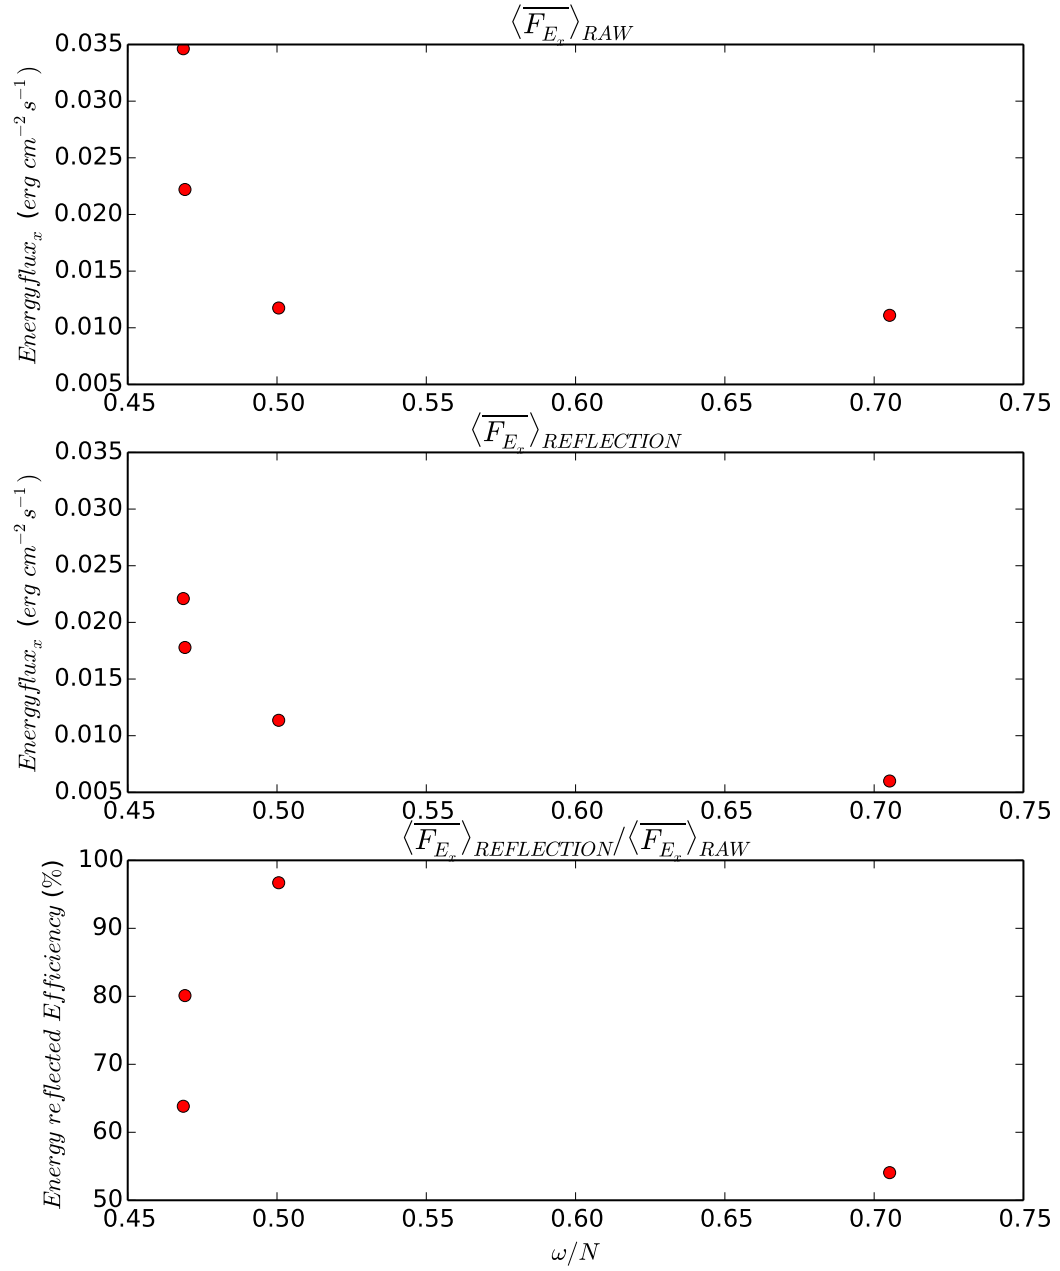 ⟨F_{E_x}⟩_{RAW}
Energyflux_x (erg cm^{−2} s^{−1})
0.035
0.030
0.025
0.020
0.015
0.010
0.005
0.45 0.50 0.55 0.60 0.65 0.70 0.75
⟨F_{E_x}⟩_{REFLECTION}
Energyflux_x (erg cm^{−2} s^{−1})
0.035
0.030
0.025
0.020
0.015
0.010
0.005
0.45 0.50 0.55 0.60 0.65 0.70 0.75
⟨F_{E_x}⟩_{REFLECTION}/⟨F_{E_x}⟩_{RAW}
Energy reflected Efficiency (%)
100
90
80
70
60
50
0.45 0.50 0.55 0.60 0.65 0.70 0.75
ω/N